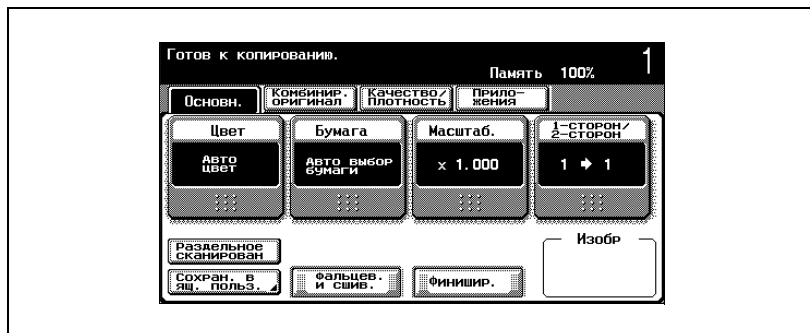 Готов к копированию.
Память 100%
1
Основн.
Комбинир.
оригинал
Качество/
Плотность
Прило-
жения
Цвет
Бумага
Масштаб.
1-сторон/
2-сторон
Авто
цвет
Авто выбор
бумаги
x 1.000
1 ➔ 1
Раздельное
сканирован
Изобр
Сохран. в
ящ. польз.
Фальцев.
и сшив.
Финишир.